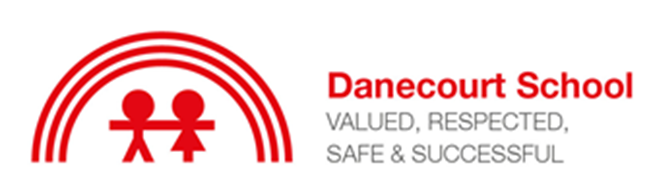 Danecourt School
VALUED, RESPECTED,
SAFE & SUCCESSFUL